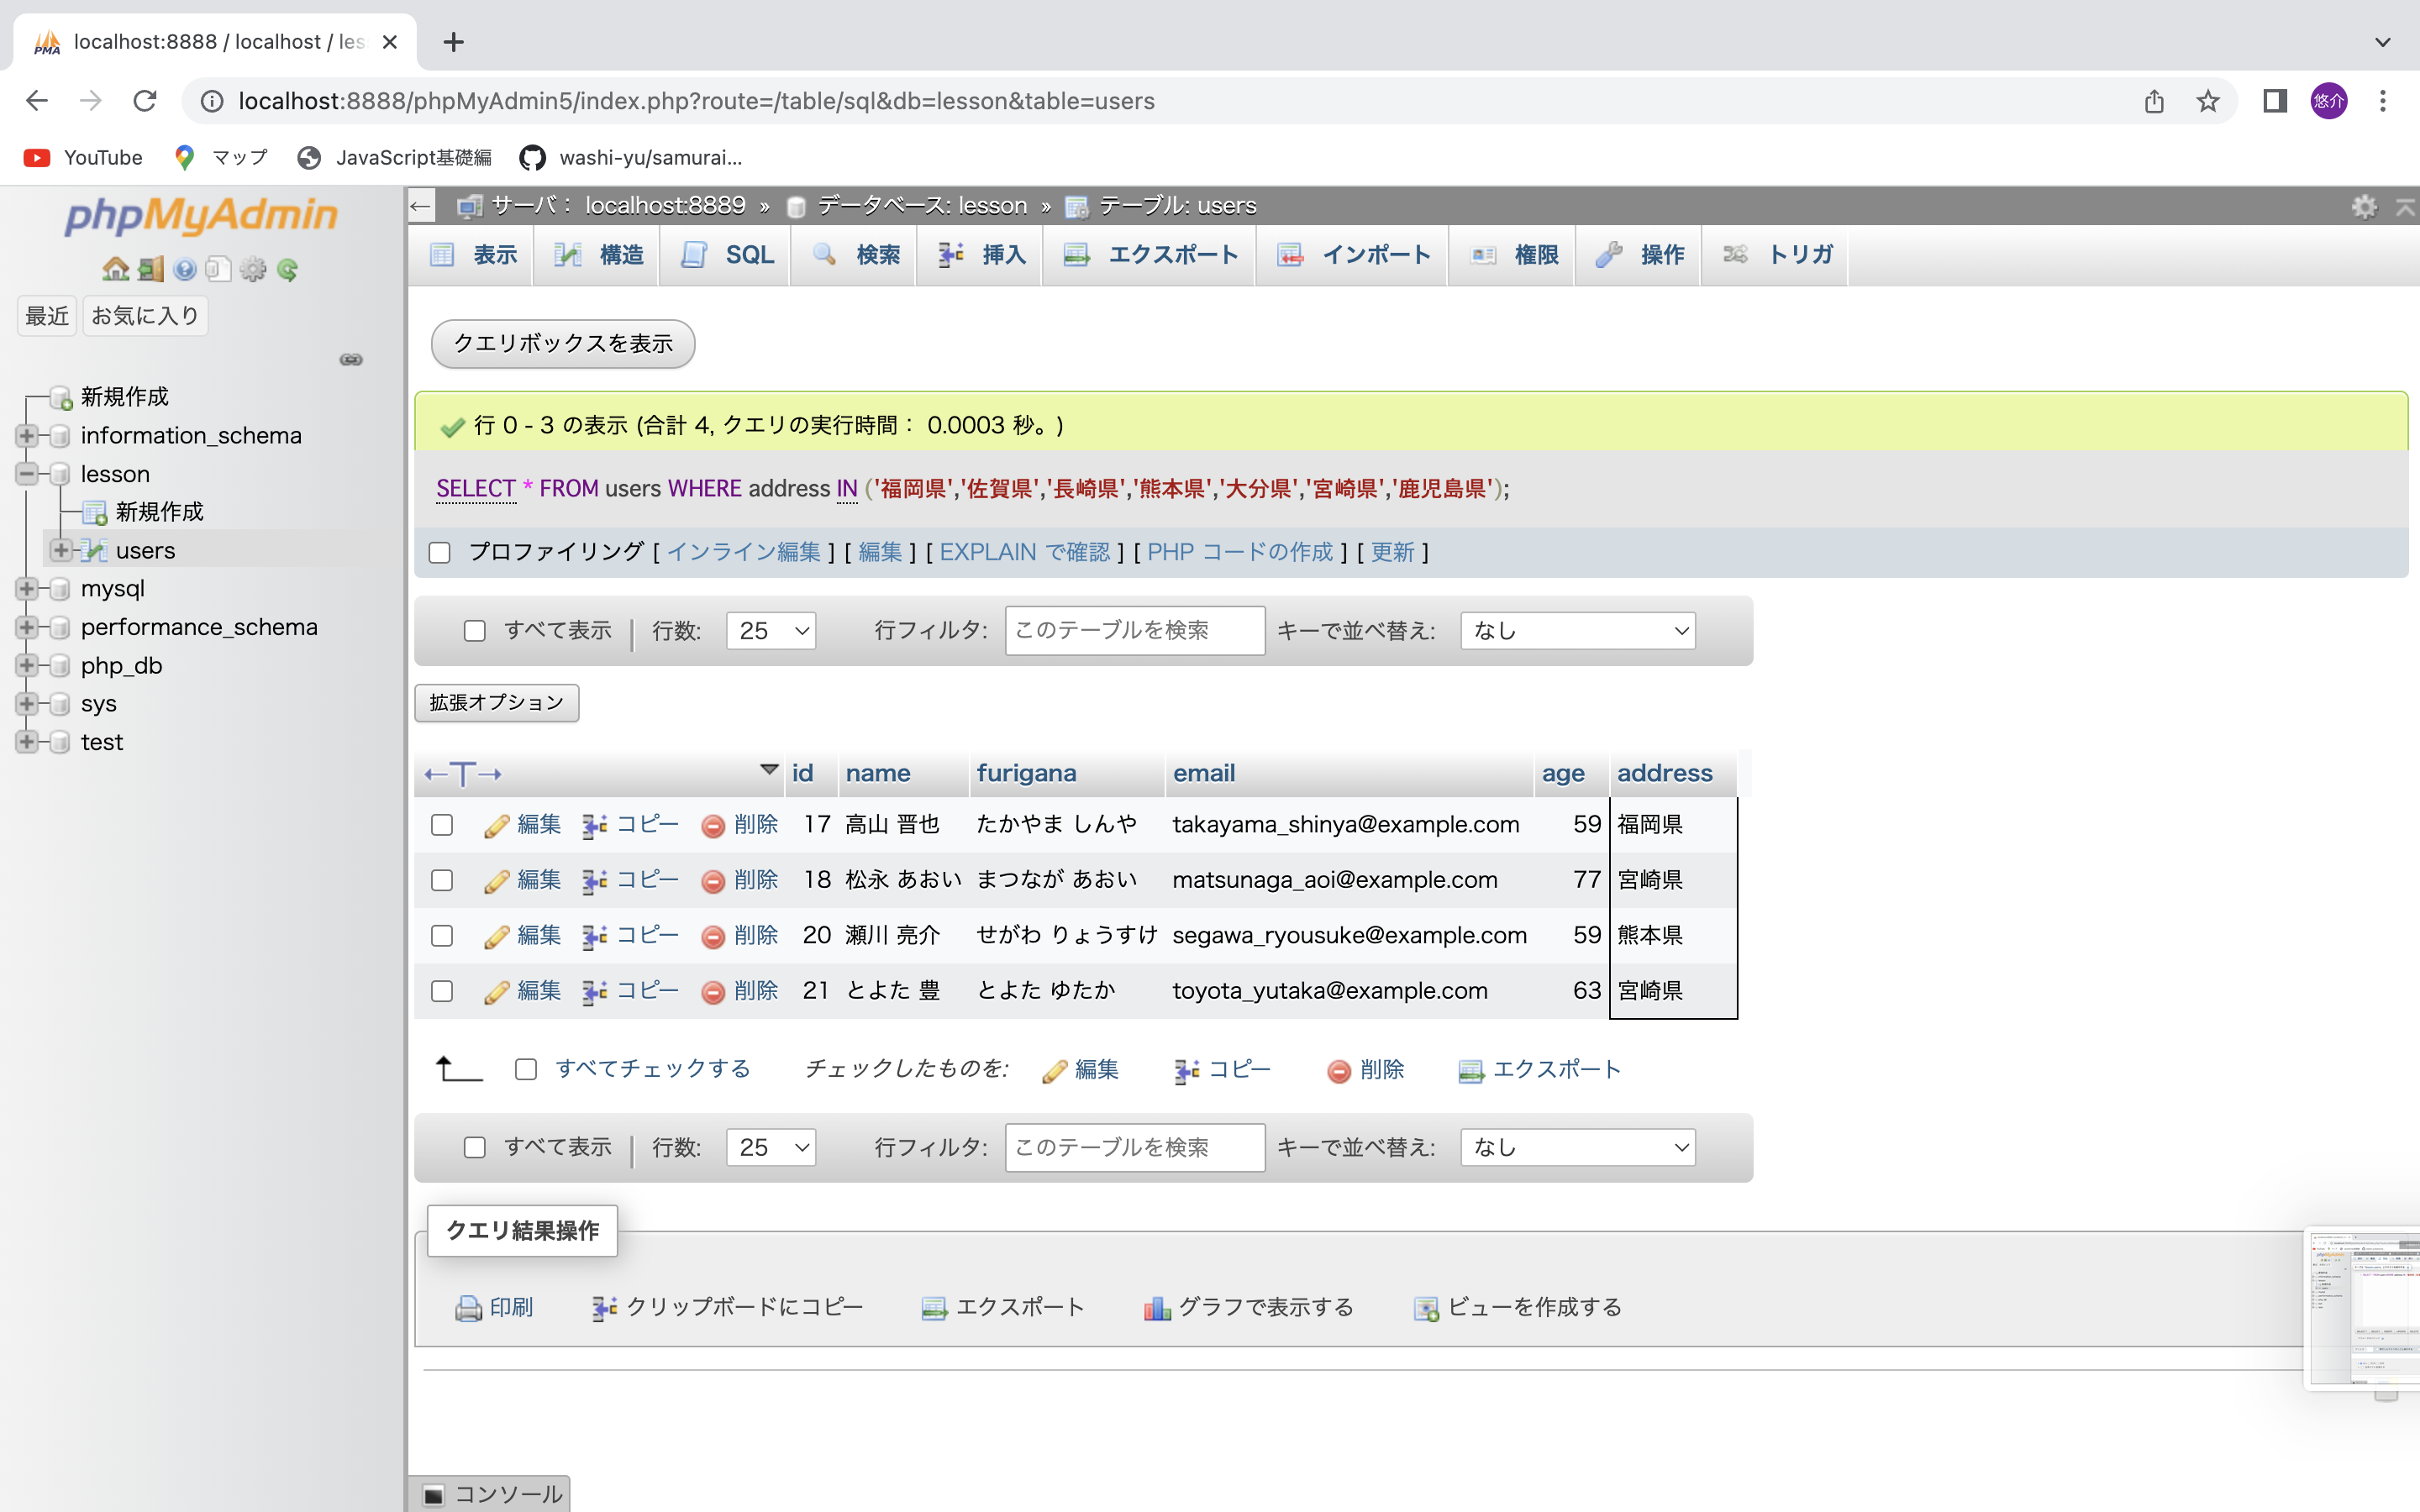 localhost:8888 / localhost / les
localhost:8888/phpMyAdmin5/index.php?route=/table/sql&db=lesson&table=users
悠介
YouTube マップ JavaScript基礎編 washi-yu/samurai...
phpMyAdmin
サーバ: localhost:8889 » データベース: lesson » テーブル: users
表示 構造 SQL 検索 挿入 エクスポート インポート 権限 操作 トリガ
最近 お気に入り
新規作成
information_schema
lesson
新規作成
users
mysql
performance_schema
php_db
sys
test
クエリボックスを表示
行 0 - 3 の表示 (合計 4, クエリの実行時間： 0.0003 秒。)
SELECT * FROM users WHERE address IN ('福岡県','佐賀県','長崎県','熊本県','大分県','宮崎県','鹿児島県');
プロファイリング [ インライン編集 ] [ 編集 ] [ EXPLAIN で確認 ] [ PHP コードの作成 ] [ 更新 ]
すべて表示 | 行数: 25 行フィルタ: このテーブルを検索 キーで並べ替え: なし
拡張オプション
←T→ id name furigana email age address
編集 コピー 削除 17 高山 晋也 たかやま しんや takayama_shinya@example.com 59 福岡県
編集 コピー 削除 18 松永 あおい まつなが あおい matsunaga_aoi@example.com 77 宮崎県
編集 コピー 削除 20 瀬川 亮介 せがわ りょうすけ segawa_ryousuke@example.com 59 熊本県
編集 コピー 削除 21 とよた 豊 とよた ゆたか toyota_yutaka@example.com 63 宮崎県
すべてチェックする チェックしたものを: 編集 コピー 削除 エクスポート
すべて表示 | 行数: 25 行フィルタ: このテーブルを検索 キーで並べ替え: なし
クエリ結果操作
印刷 クリップボードにコピー エクスポート グラフで表示する ビューを作成する
コンソール